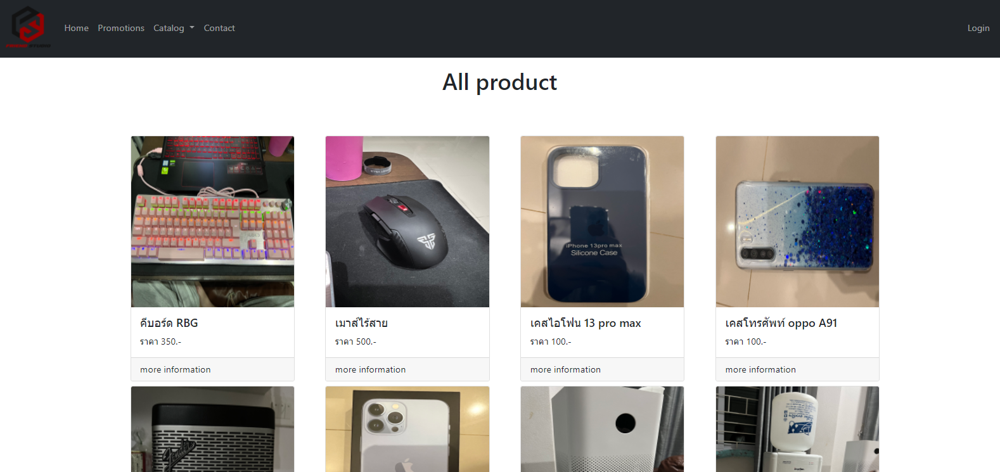 Home Promotions Catalog Contact Login
All product
iPhone 13pro max
Silicone Case
คีบอร์ด RBG
ราคา 350.-
more information
เมาส์ไร้สาย
ราคา 500.-
more information
เคสไอโฟน 13 pro max
ราคา 100.-
more information
เคสโทรศัพท์ oppo A91
ราคา 100.-
more information
Fender